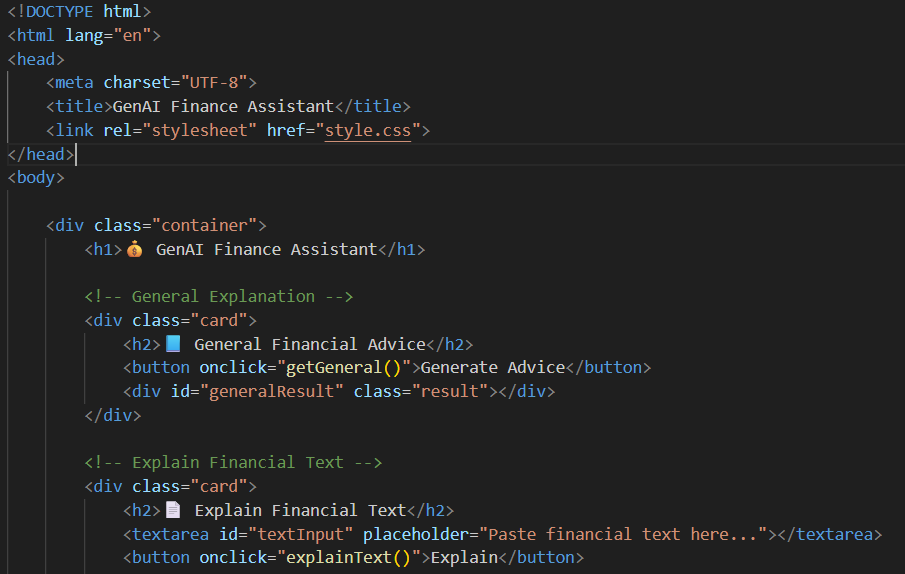 <!DOCTYPE html>
<html lang="en">
<head>
    <meta charset="UTF-8">
    <title>GenAI Finance Assistant</title>
    <link rel="stylesheet" href="style.css">
</head>
<body>

    <div class="container">
        <h1>💰 GenAI Finance Assistant</h1>

        <!-- General Explanation -->
        <div class="card">
            <h2>📘 General Financial Advice</h2>
            <button onclick="getGeneral()">Generate Advice</button>
            <div id="generalResult" class="result"></div>
        </div>

        <!-- Explain Financial Text -->
        <div class="card">
            <h2>📄 Explain Financial Text</h2>
            <textarea id="textInput" placeholder="Paste financial text here..."></textarea>
            <button onclick="explainText()">Explain</button>